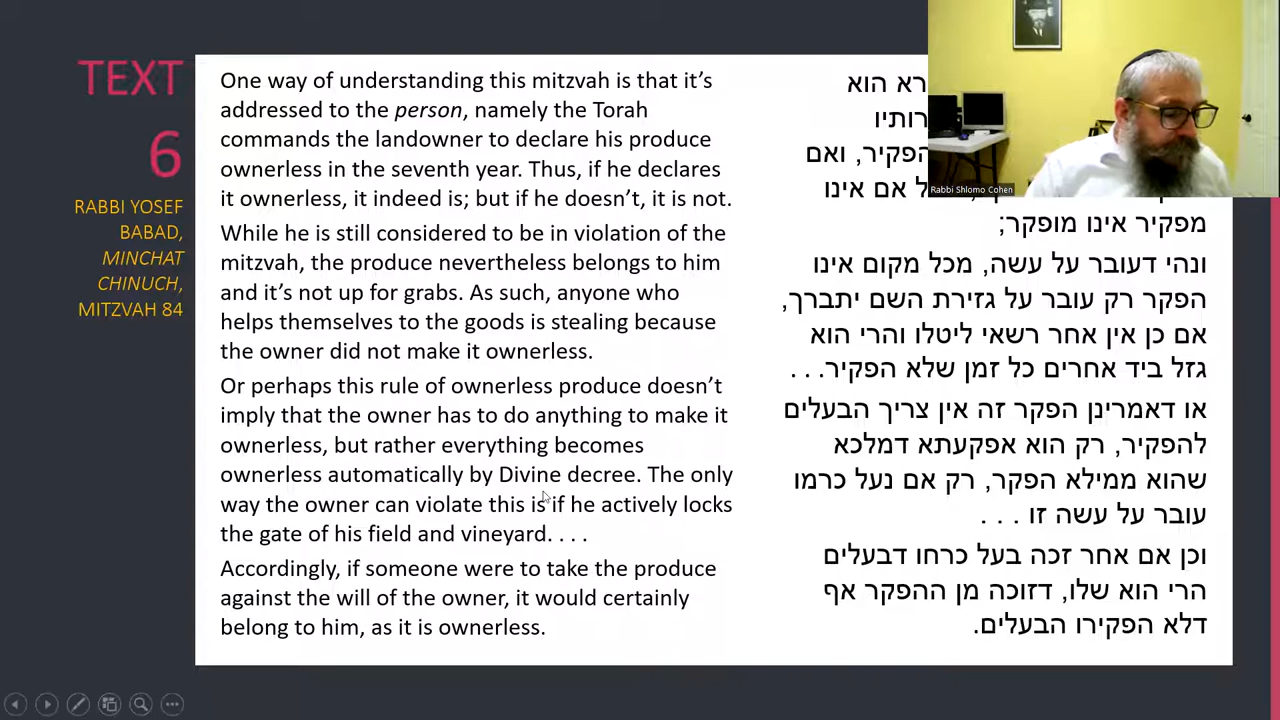 TEXT
6
RABBI YOSEF
BABAD,
MINCHAT
CHINUCH,
MITZVAH 84
One way of understanding this mitzvah is that it's
addressed to the person, namely the Torah
commands the landowner to declare his produce
ownerless in the seventh year. Thus, if he declares
it ownerless, it indeed is; but if he doesn't, it is not.
While he is still considered to be in violation of the
mitzvah, the produce nevertheless belongs to him
and it's not up for grabs. As such, anyone who
helps themselves to the goods is stealing because
the owner did not make it ownerless.
Or perhaps this rule of ownerless produce doesn't
imply that the owner has to do anything to make it
ownerless, but rather everything becomes
ownerless automatically by Divine decree. The only
way the owner can violate this is if he actively locks
the gate of his field and vineyard. . . .
Accordingly, if someone were to take the produce
against the will of the owner, it would certainly
belong to him, as it is ownerless.
רא הוא
רותיו
הפקיר, ואם
ל אם אינו
מפקיר אינו מופקר;
ונהי דעובר על עשה, מכל מקום אינו
הפקר רק עובר על גזירת השם יתברך,
אם כן אין אחר רשאי ליטלו והרי הוא
גזל ביד אחרים כל זמן שלא הפקיר. . .
או דאמרינן הפקר זה אין צריך הבעלים
להפקיר, רק הוא אפקעתא דמלכא
שהוא ממילא הפקר, רק אם נעל כרמו
עובר על עשה זו . . .
וכן אם אחר זכה בעל כרחו דבעלים
הרי הוא שלו, דזוכה מן ההפקר אף
דלא הפקירו הבעלים.
Rabbi Shlomo Cohen